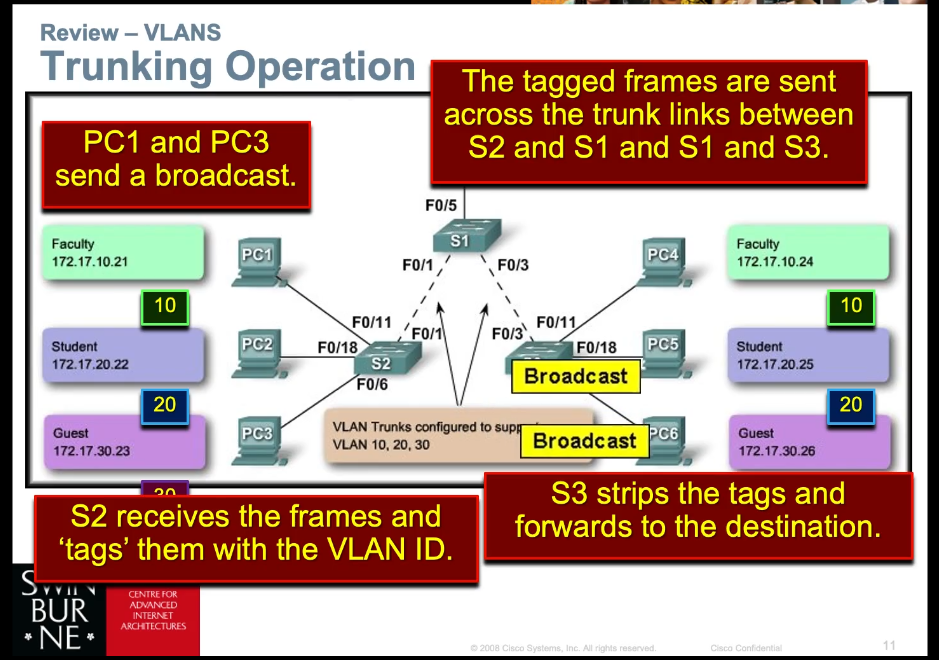 Review – VLANS
Trunking Operation
The tagged frames are sent
across the trunk links between
S2 and S1 and S1 and S3.
PC1 and PC3
send a broadcast.
F0/5
S1
F0/1
F0/3
Faculty
172.17.10.21
10
PC1
PC4
Faculty
172.17.10.24
10
F0/11
F0/1
F0/18
S2
F0/6
F0/3
F0/11
F0/18
Student
172.17.20.22
20
PC2
PC5
Student
172.17.20.25
20
Broadcast
Guest
172.17.30.23
30
PC3
VLAN Trunks configured to supp
VLAN 10, 20, 30
Broadcast
PC6
Guest
172.17.30.26
S2 receives the frames and
‘tags’ them with the VLAN ID.
S3 strips the tags and
forwards to the destination.
SWIN
BUR
* NE *
CENTRE FOR
ADVANCED
INTERNET
ARCHITECTURES
© 2008 Cisco Systems, Inc. All rights reserved.
Cisco Confidential
11